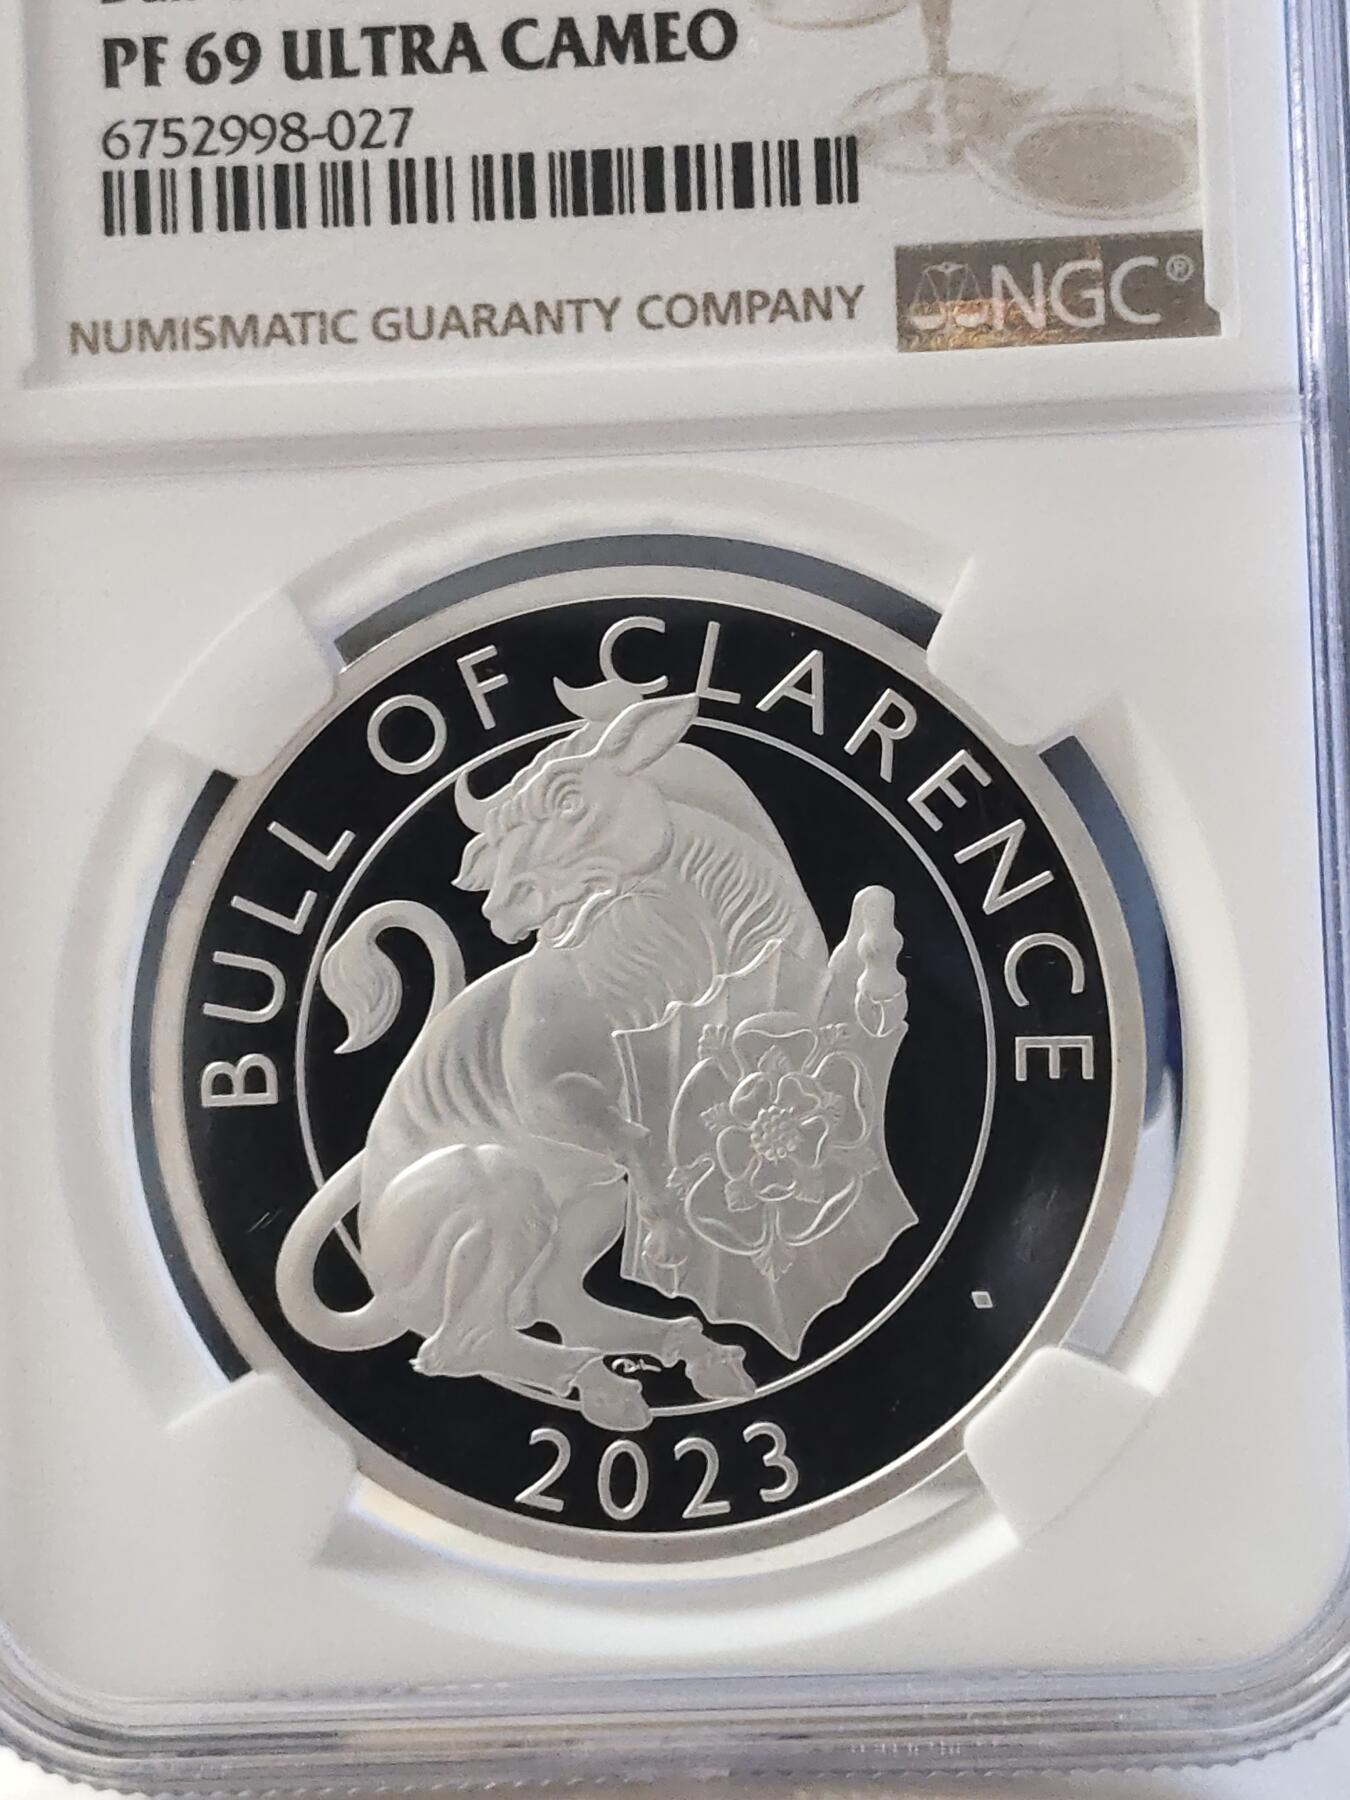 PF 69 ULTRA CAMEO
6752998-027
NUMISMATIC GUARANTY COMPANY
NGC®
BULL OF CLARENCE
2023